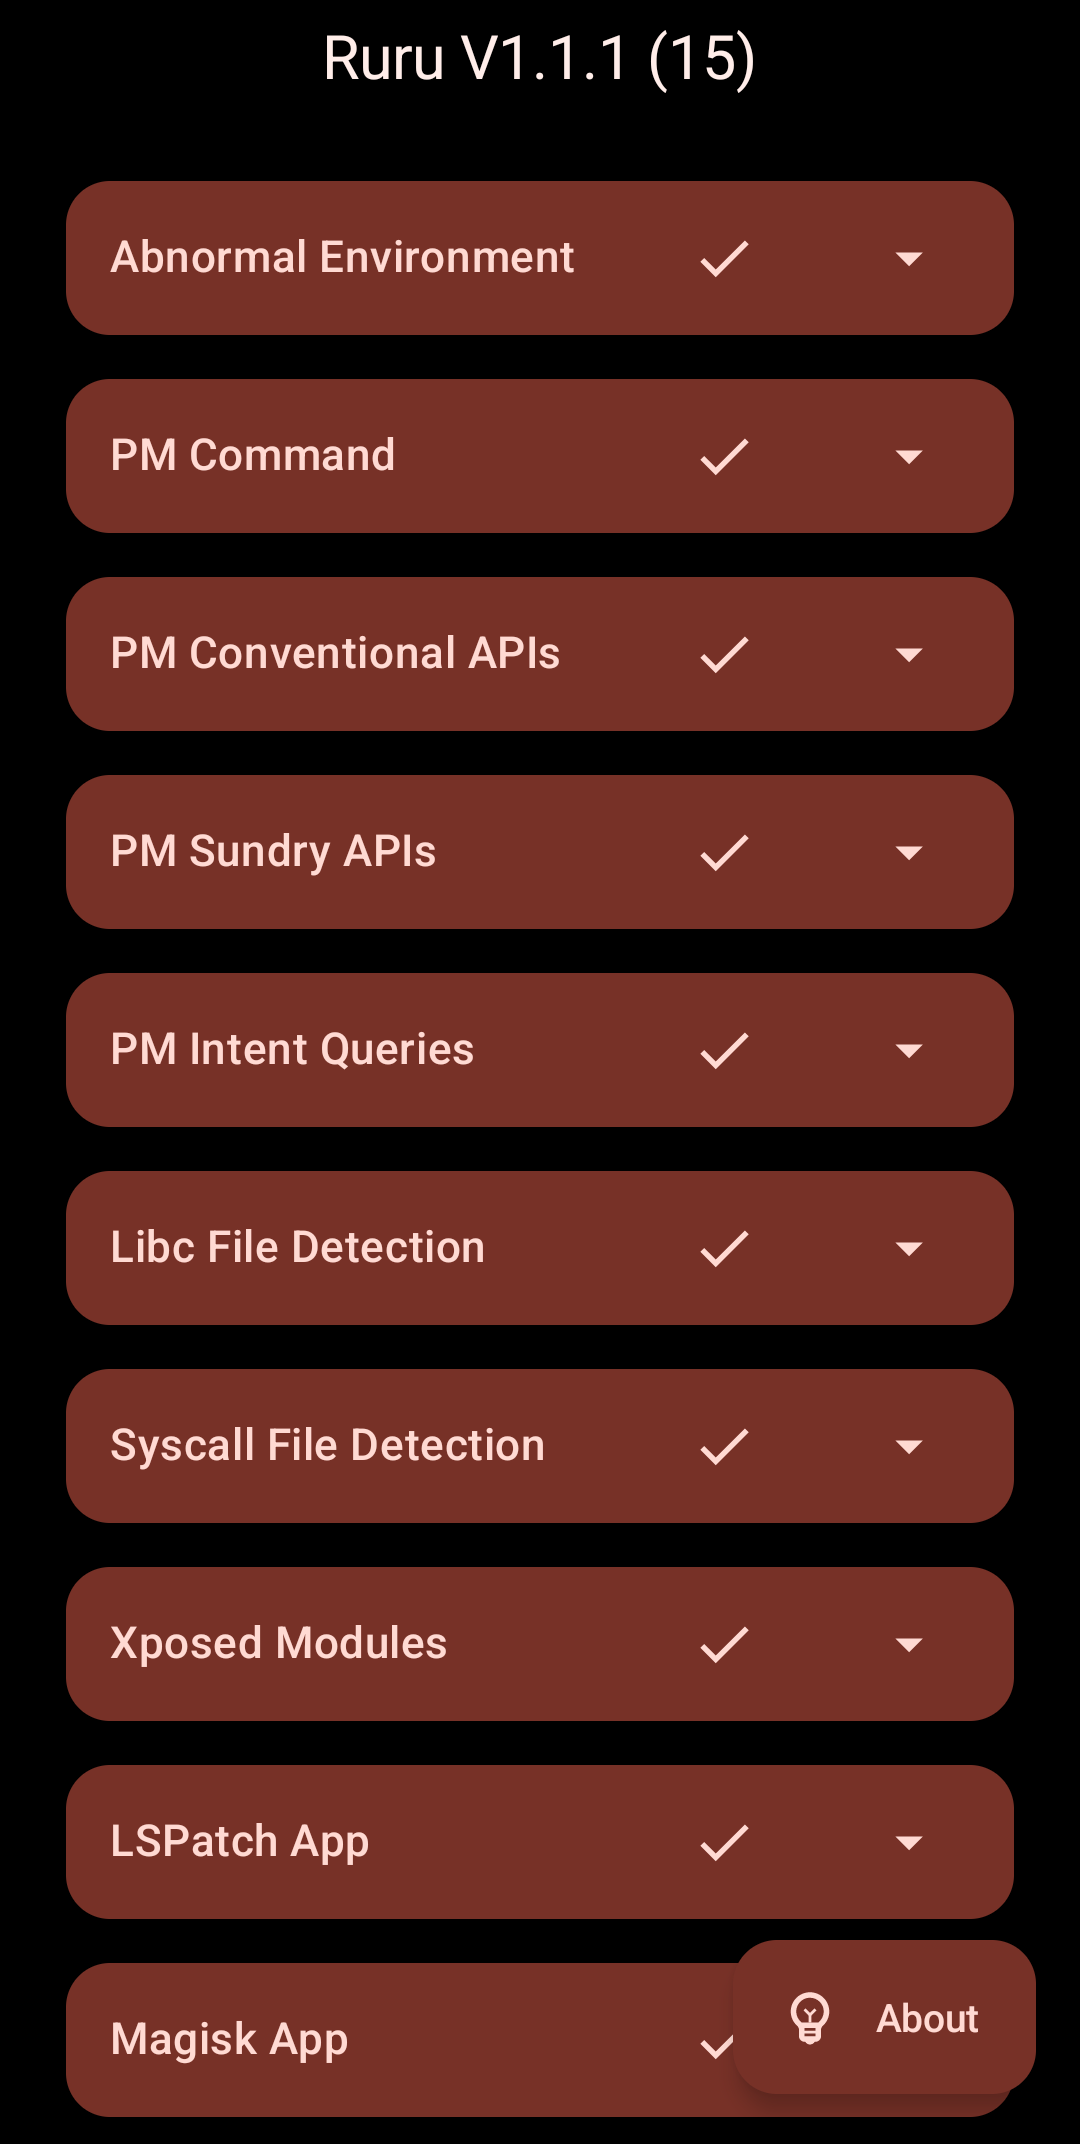 Ruru V1.1.1 (15)
Abnormal Environment
PM Command
PM Conventional APIs
PM Sundry APIs
PM Intent Queries
Libc File Detection
Syscall File Detection
Xposed Modules
LSPatch App
Magisk App
About